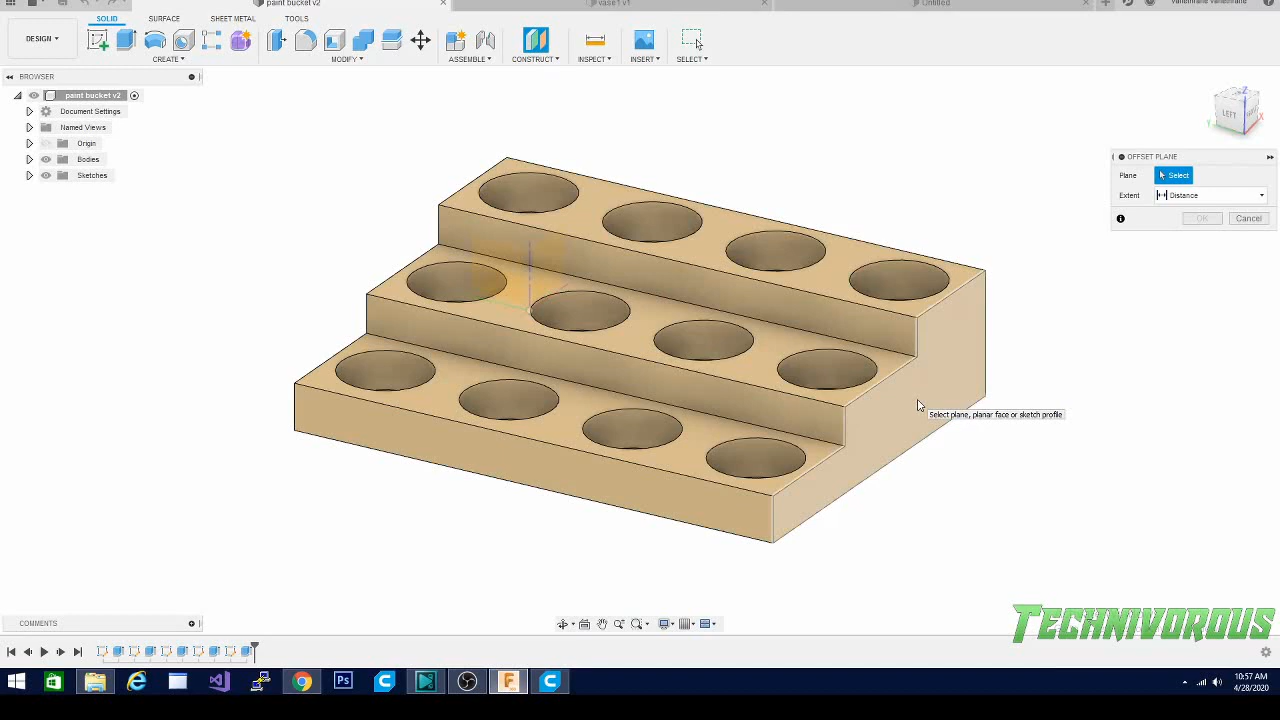 paint bucket v2
vase1 v1
Untitled
SOLID SURFACE SHEET METAL TOOLS
DESIGN
CREATE MODIFY ASSEMBLE CONSTRUCT INSPECT INSERT SELECT
BROWSER
paint bucket v2
Document Settings
Named Views
Origin
Bodies
Sketches
LEFT
Z
Y
X
OFFSET PLANE
Plane Select
Extent Distance
OK Cancel
Select plane, planar face or sketch profile
COMMENTS
TECHNIVOROUS
Ps
F
10:57 AM
4/28/2020